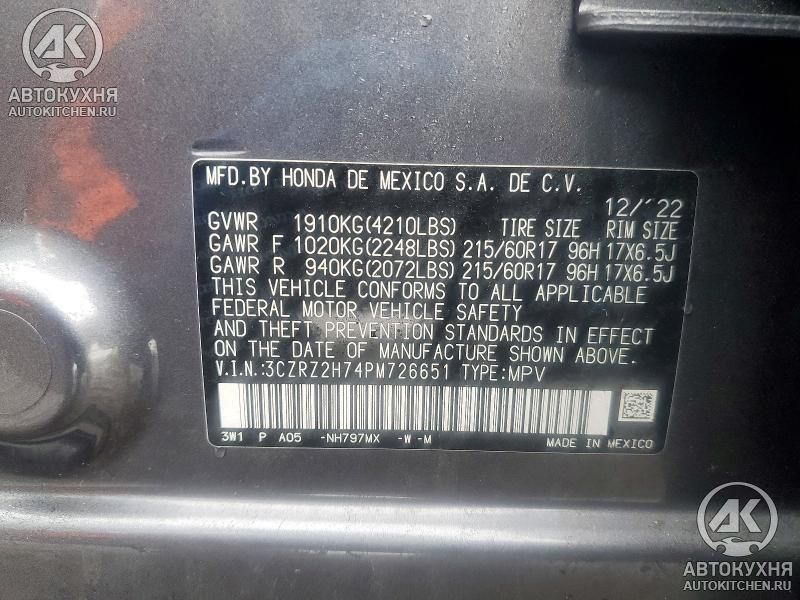 AK
АВТОКУХНЯ
AUTOKITCHEN.RU
MFD.BY HONDA DE MEXICO S.A. DE C.V.
12/'22
GVWR 1910KG(4210LBS) TIRE SIZE RIM SIZE
GAWR F 1020KG(2248LBS) 215/60R17 96H 17X6.5J
GAWR R 940KG(2072LBS) 215/60R17 96H 17X6.5J
THIS VEHICLE CONFORMS TO ALL APPLICABLE
FEDERAL MOTOR VEHICLE SAFETY
AND THEFT PREVENTION STANDARDS IN EFFECT
ON THE DATE OF MANUFACTURE SHOWN ABOVE.
V.I.N.:3CZRZ2H74PM726651 TYPE:MPV
3W1 P A05 -NH797MX -W-M MADE IN MEXICO
AK
АВТОКУХНЯ
AUTOKITCHEN.RU